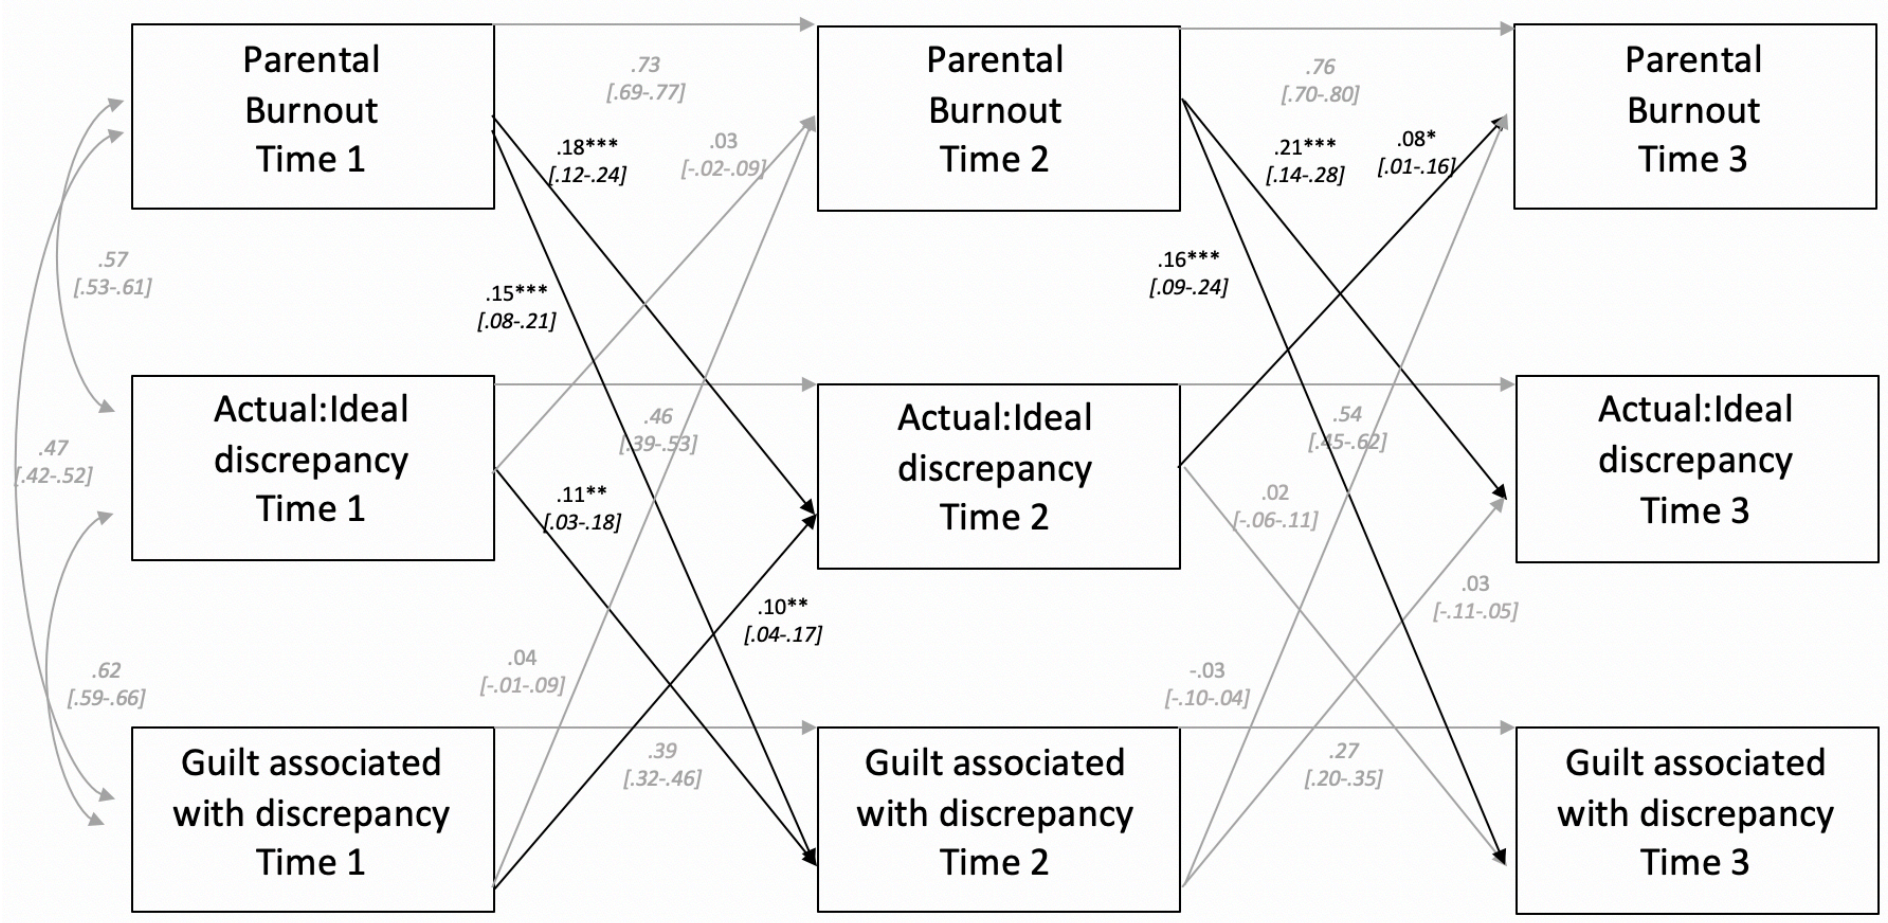 Parental
Burnout
Time 1
Parental
Burnout
Time 2
Parental
Burnout
Time 3
.73
[.69-.77]
.76
[.70-.80]
.18***
[.12-.24]
.03
[-.02-.09]
.21***
[.14-.28]
.08*
[.01-.16]
.57
[.53-.61]
.15***
[.08-.21]
.16***
[.09-.24]
Actual:Ideal
discrepancy
Time 1
Actual:Ideal
discrepancy
Time 2
Actual:Ideal
discrepancy
Time 3
.47
[.42-.52]
.46
[.39-.53]
.54
[.45-.62]
.11**
[.03-.18]
.02
[-.06-.11]
.10**
[.04-.17]
.03
[-.11-.05]
.62
[.59-.66]
.04
[-.01-.09]
-.03
[-.10-.04]
Guilt associated
with discrepancy
Time 1
Guilt associated
with discrepancy
Time 2
Guilt associated
with discrepancy
Time 3
.39
[.32-.46]
.27
[.20-.35]